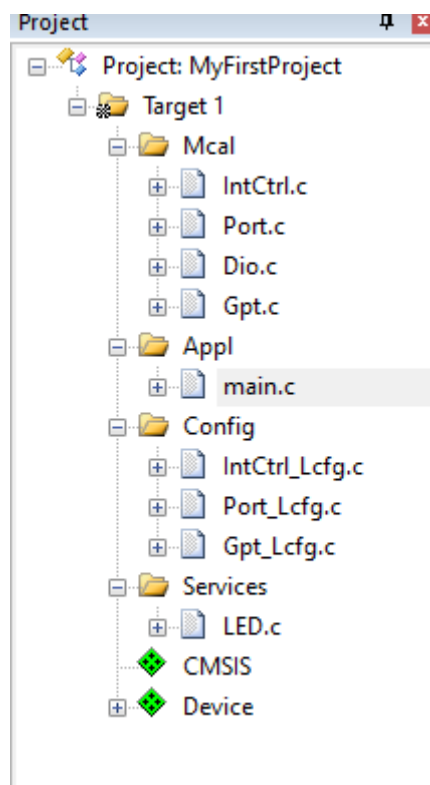 Project
Project: MyFirstProject
Target 1
Mcal
IntCtrl.c
Port.c
Dio.c
Gpt.c
Appl
main.c
Config
IntCtrl_Lcfg.c
Port_Lcfg.c
Gpt_Lcfg.c
Services
LED.c
CMSIS
Device